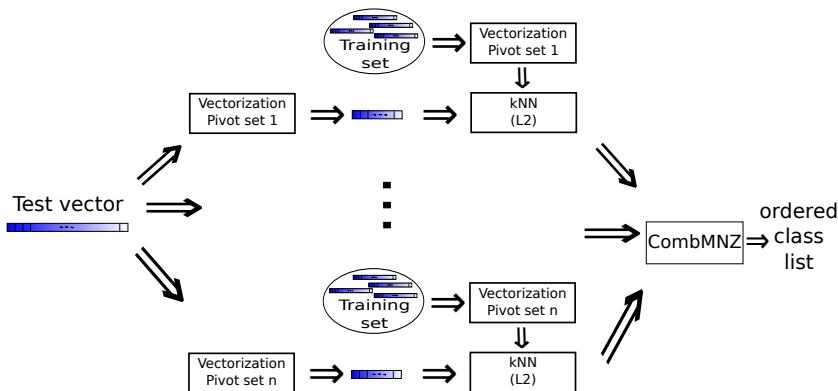 Training
set
Vectorization
Pivot set 1
Vectorization
Pivot set 1
kNN
(L2)
Test vector
CombMNZ
ordered
class
list
Training
set
Vectorization
Pivot set n
Vectorization
Pivot set n
kNN
(L2)